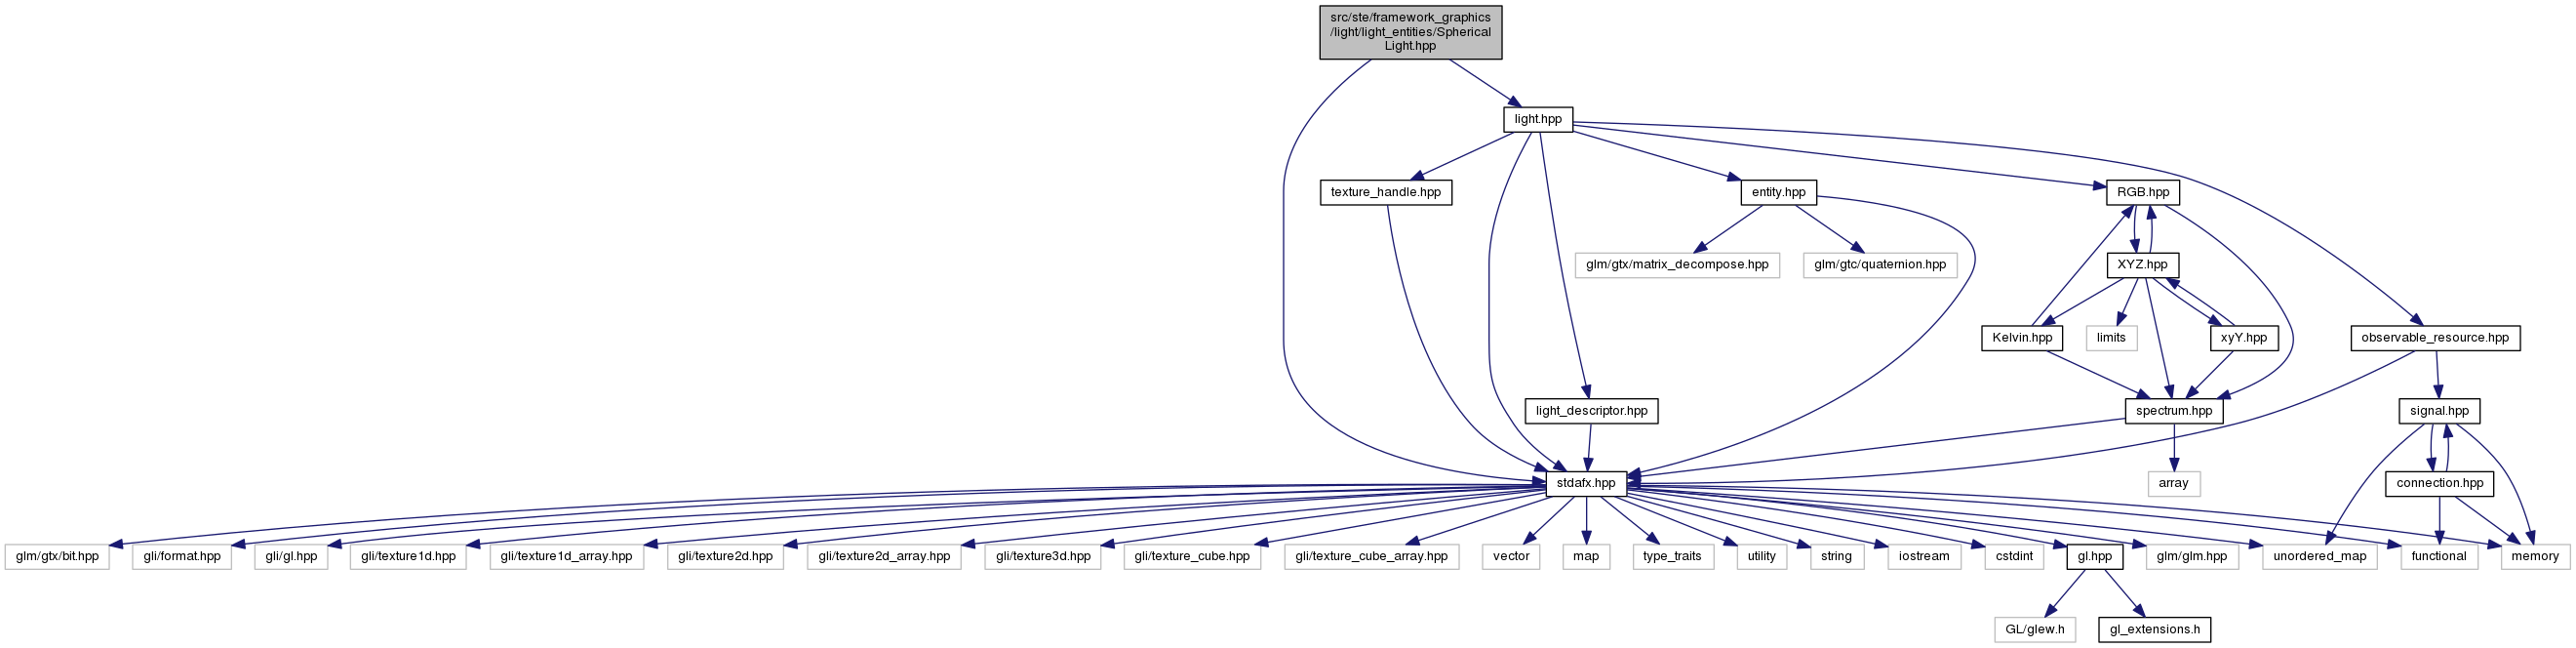 src/ste/framework_graphics
/light/light_entities/Spherical
Light.hpp
light.hpp
texture_handle.hpp
entity.hpp
RGB.hpp
glm/gtx/matrix_decompose.hpp
glm/gtc/quaternion.hpp
XYZ.hpp
Kelvin.hpp
limits
xyY.hpp
observable_resource.hpp
light_descriptor.hpp
spectrum.hpp
signal.hpp
stdafx.hpp
array
connection.hpp
glm/gtx/bit.hpp
gli/format.hpp
gli/gl.hpp
gli/texture1d.hpp
gli/texture1d_array.hpp
gli/texture2d.hpp
gli/texture2d_array.hpp
gli/texture3d.hpp
gli/texture_cube.hpp
gli/texture_cube_array.hpp
vector
map
type_traits
utility
string
iostream
cstdint
gl.hpp
glm/glm.hpp
unordered_map
functional
memory
GL/glew.h
gl_extensions.h